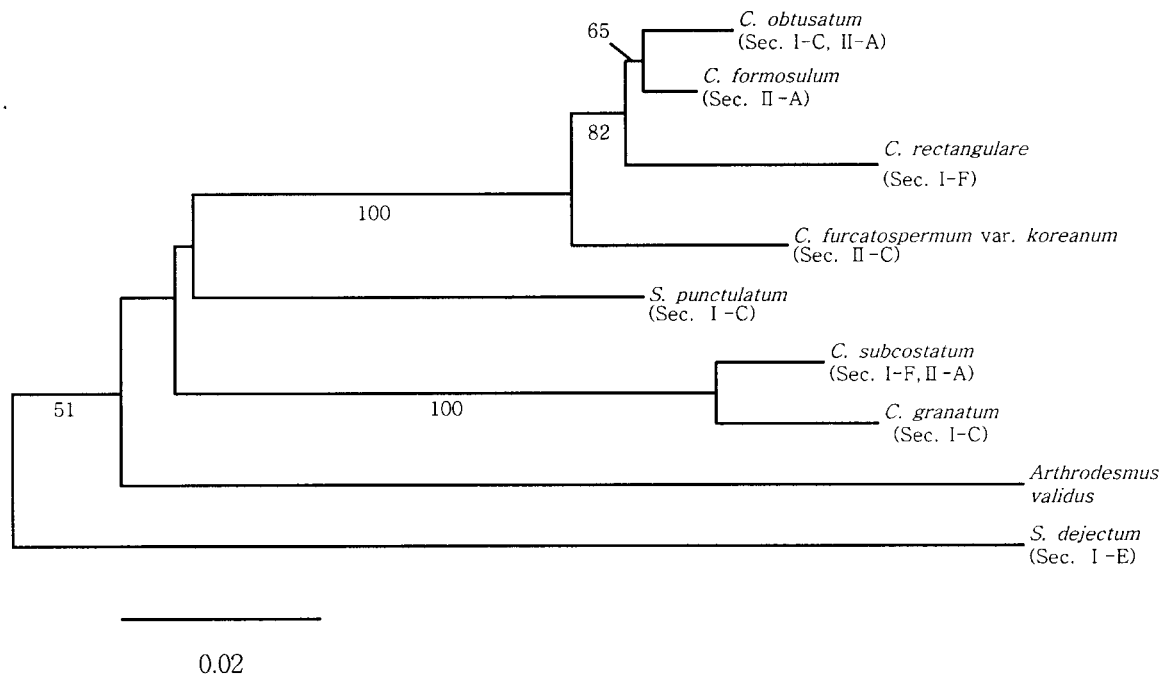 C. obtusatum
(Sec. I-C, II-A)
65
C. formosulum
(Sec. II-A)
82
C. rectangulare
(Sec. I-F)
100
C. furcatospermum var. koreanum
(Sec. II-C)
S. punctulatum
(Sec. I-C)
C. subcostatum
(Sec. I-F, II-A)
51
100
C. granatum
(Sec. I-C)
Arthrodesmus
validus
S. dejectum
(Sec. I-E)
0.02